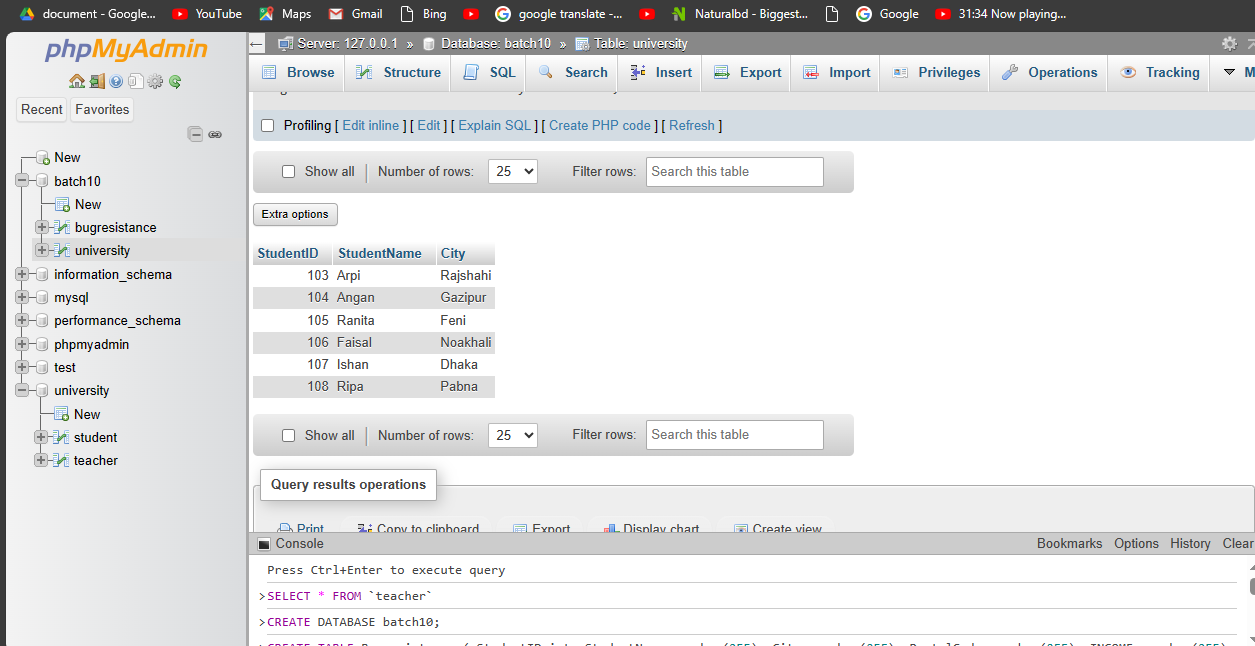 document - Google... YouTube Maps Gmail Bing google translate -... Naturalbd - Biggest... Google 31:34 Now playing...
phpMyAdmin
Recent Favorites
New
batch10
New
bugresistance
university
information_schema
mysql
performance_schema
phpmyadmin
test
university
New
student
teacher
Server: 127.0.0.1 » Database: batch10 » Table: university
Browse Structure SQL Search Insert Export Import Privileges Operations Tracking M
Profiling [ Edit inline ] [ Edit ] [ Explain SQL ] [ Create PHP code ] [ Refresh ]
Show all Number of rows: 25 Filter rows: Search this table
Extra options
StudentID StudentName City
103 Arpi Rajshahi
104 Angan Gazipur
105 Ranita Feni
106 Faisal Noakhali
107 Ishan Dhaka
108 Ripa Pabna
Show all Number of rows: 25 Filter rows: Search this table
Query results operations
Print Copy to clipboard Export Display chart Create view
Console Bookmarks Options History Clear
Press Ctrl+Enter to execute query
>SELECT * FROM `teacher`
>CREATE DATABASE batch10;